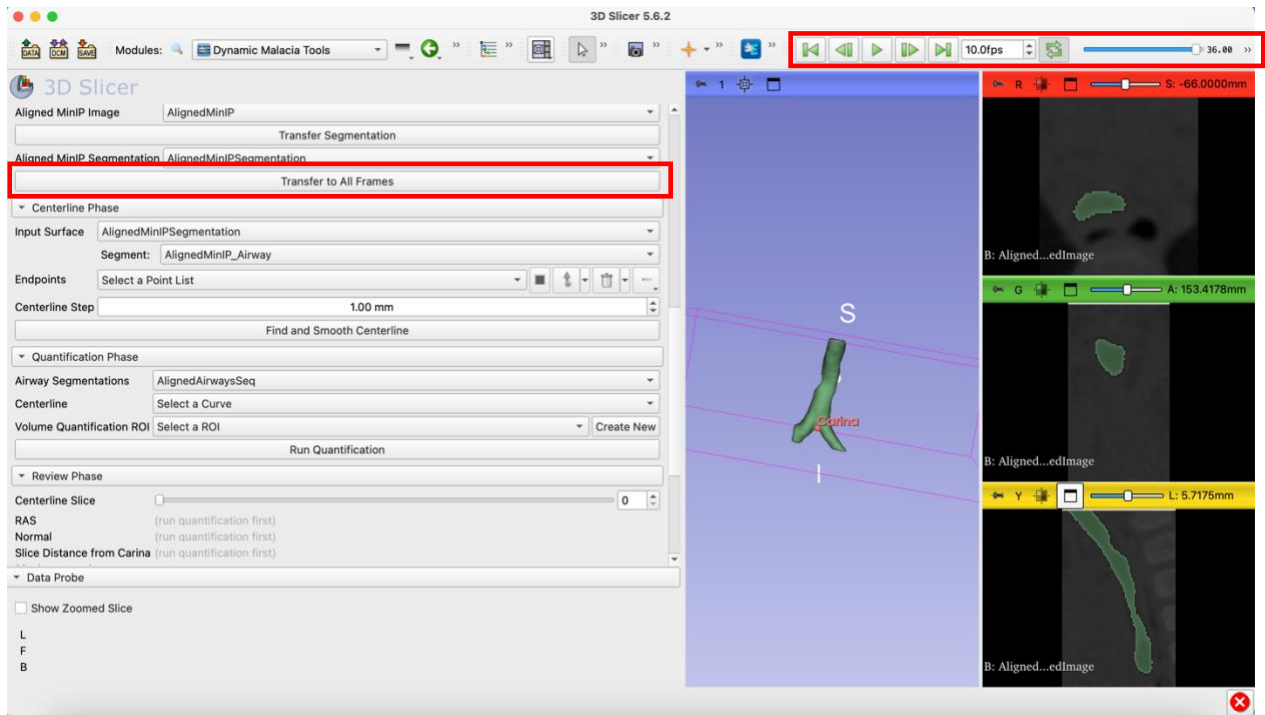 3D Slicer 5.6.2
DATA DCM SAVE Modules: Dynamic Malacia Tools » » » » » 10.0fps 36.00 »
3D Slicer
Aligned MinIP Image AlignedMinIP
Transfer Segmentation
Aligned MinIP Segmentation AlignedMinIPSegmentation
Transfer to All Frames
Centerline Phase
Input Surface AlignedMinIPSegmentation
Segment: AlignedMinIP_Airway
Endpoints Select a Point List
Centerline Step 1.00 mm
Find and Smooth Centerline
Quantification Phase
Airway Segmentations AlignedAirwaysSeq
Centerline Select a Curve
Volume Quantification ROI Select a ROI Create New
Run Quantification
Review Phase
Centerline Slice 0
RAS (run quantification first)
Normal (run quantification first)
Slice Distance from Carina (run quantification first)
Data Probe
Show Zoomed Slice
L
F
B
1
S
Carina
I
R S: -66.0000mm
B: Aligned...edImage
G A: 153.4178mm
B: Aligned...edImage
Y L: 5.7175mm
B: Aligned...edImage